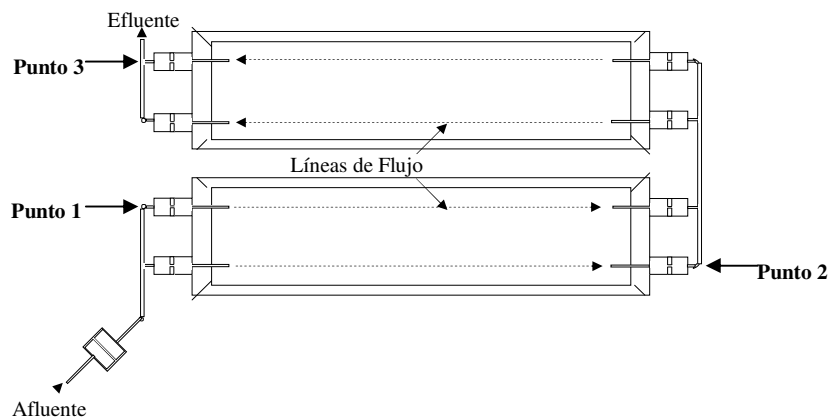 Efluente
Punto 3
Líneas de Flujo
Punto 1
Punto 2
Afluente